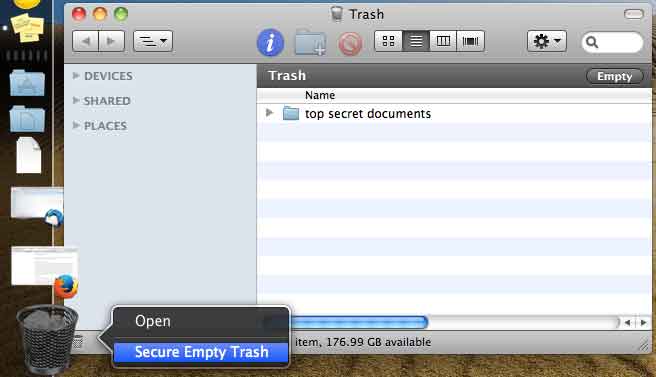 Trash
DEVICES
SHARED
PLACES
Trash
Empty
Name
top secret documents
Open
Secure Empty Trash
item, 176.99 GB available